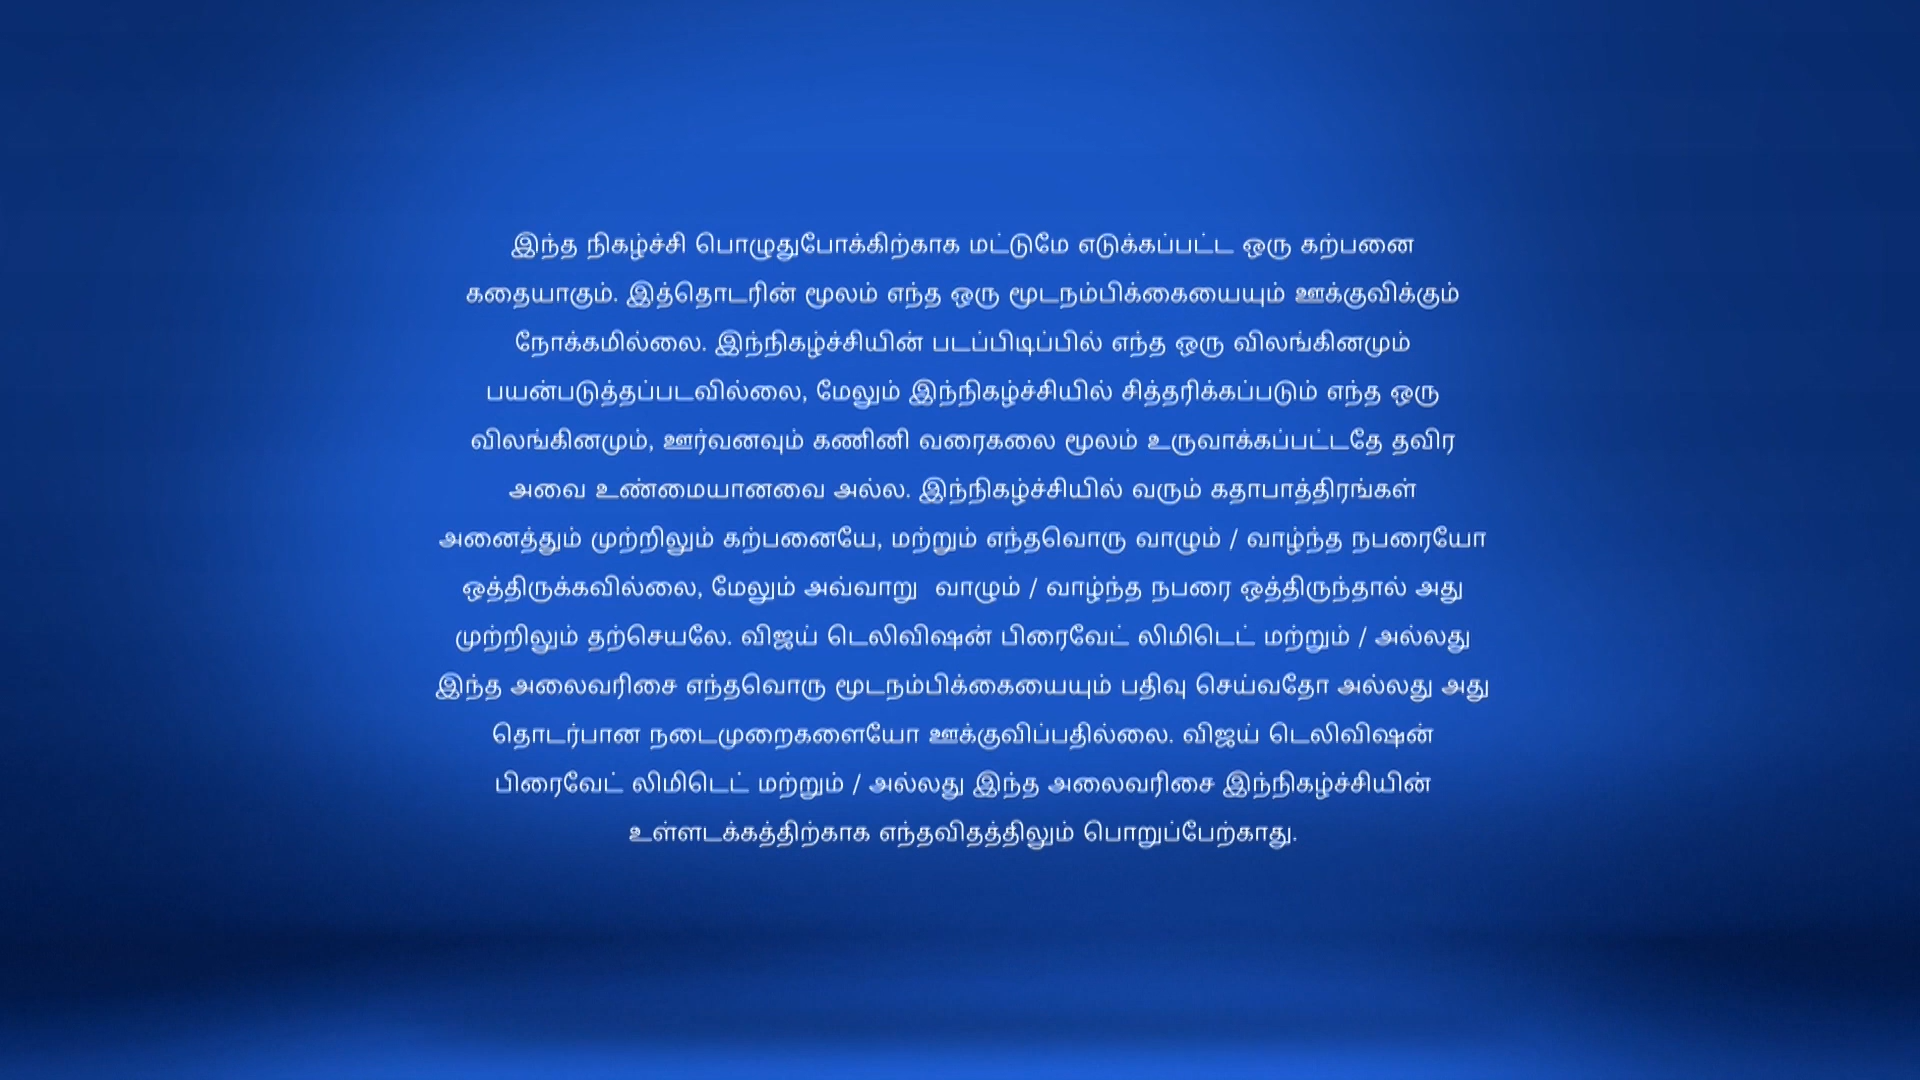 இந்த நிகழ்ச்சி பொழுதுபோக்கிற்காக மட்டுமே எடுக்கப்பட்ட ஒரு கற்பனை
கதையாகும். இத்தொடரின் மூலம் எந்த ஒரு மூடநம்பிக்கையையும் ஊக்குவிக்கும்
நோக்கமில்லை. இந்நிகழ்ச்சியின் படப்பிடிப்பில் எந்த ஒரு விலங்கினமும்
பயன்படுத்தப்படவில்லை, மேலும் இந்நிகழ்ச்சியில் சித்தரிக்கப்படும் எந்த ஒரு
விலங்கினமும், ஊர்வனவும் கணினி வரைகலை மூலம் உருவாக்கப்பட்டதே தவிர
அவை உண்மையானவை அல்ல. இந்நிகழ்ச்சியில் வரும் கதாபாத்திரங்கள்
அனைத்தும் முற்றிலும் கற்பனையே, மற்றும் எந்தவொரு வாழும் / வாழ்ந்த நபரையோ
ஒத்திருக்கவில்லை, மேலும் அவ்வாறு  வாழும் / வாழ்ந்த நபரை ஒத்திருந்தால் அது
முற்றிலும் தற்செயலே. விஜய் டெலிவிஷன் பிரைவேட் லிமிடெட் மற்றும் / அல்லது
இந்த அலைவரிசை எந்தவொரு மூடநம்பிக்கையையும் பதிவு செய்வதோ அல்லது அது
தொடர்பான நடைமுறைகளையோ ஊக்குவிப்பதில்லை. விஜய் டெலிவிஷன்
பிரைவேட் லிமிடெட் மற்றும் / அல்லது இந்த அலைவரிசை இந்நிகழ்ச்சியின்
உள்ளடக்கத்திற்காக எந்தவிதத்திலும் பொறுப்பேற்காது.